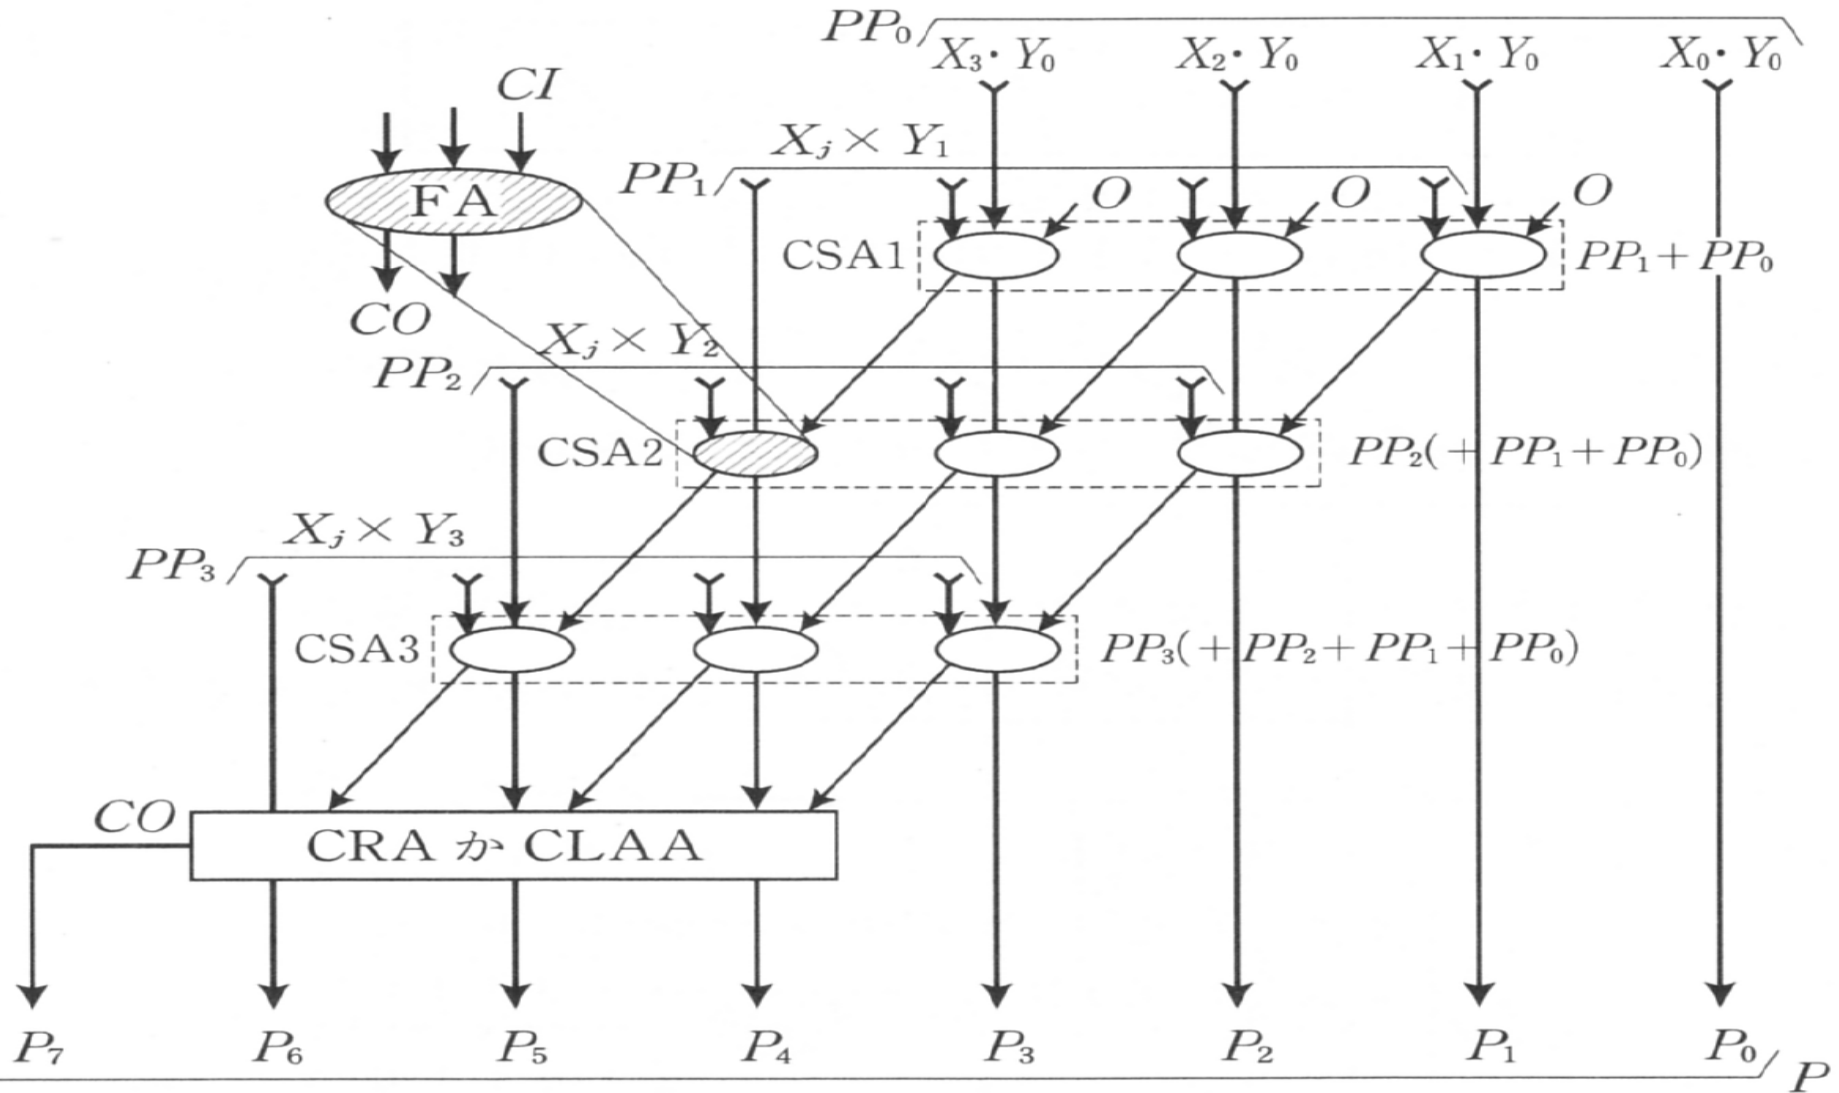 PP₀
X₃· Y₀ X₂· Y₀ X₁· Y₀ X₀· Y₀
CI
Xⱼ× Y₁
PP₁
O O O
FA
CSA1
PP₁+ PP₀
CO
Xⱼ× Y₂
PP₂
CSA2
PP₂(+ PP₁+ PP₀)
Xⱼ× Y₃
PP₃
CSA3
PP₃(+ PP₂+ PP₁+ PP₀)
CO
CRA か CLAA
P₇ P₆ P₅ P₄ P₃ P₂ P₁ P₀
P